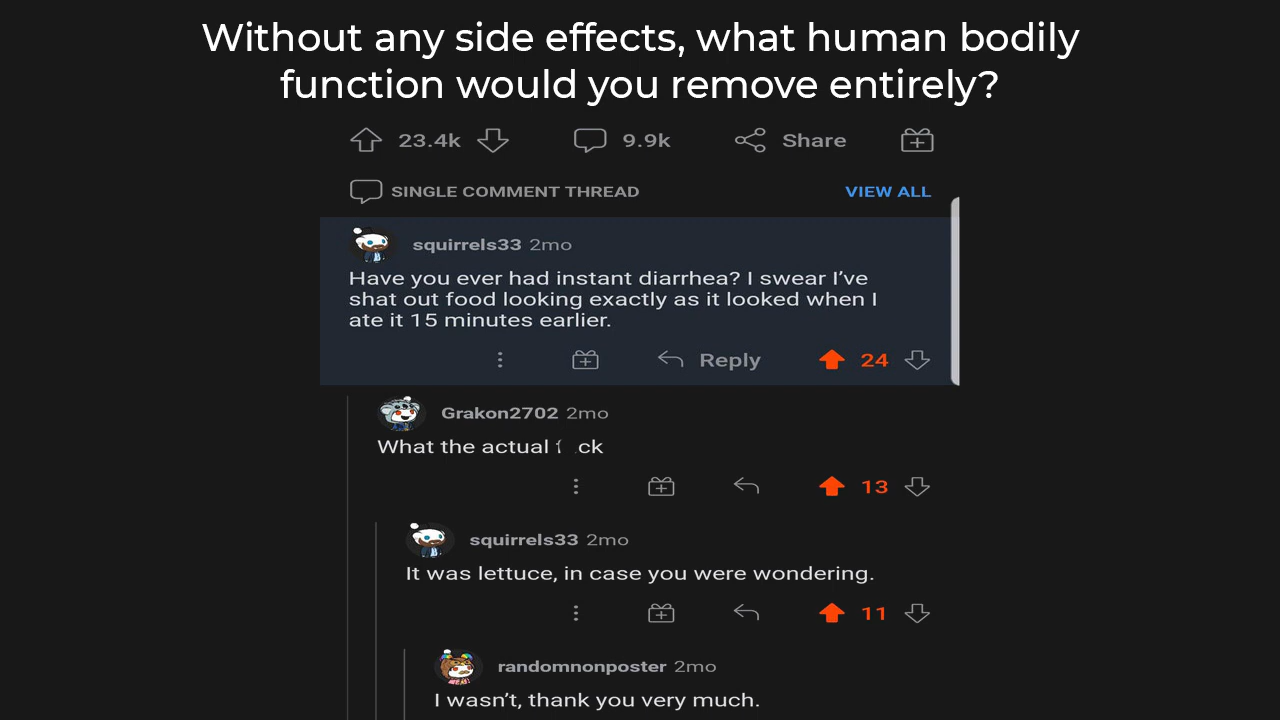 Without any side effects, what human bodily
function would you remove entirely?
23.4k 9.9k Share
SINGLE COMMENT THREAD VIEW ALL
squirrels33 2mo
Have you ever had instant diarrhea? I swear I've
shat out food looking exactly as it looked when I
ate it 15 minutes earlier.
Reply 24
Grakon2702 2mo
What the actual f ck
13
squirrels33 2mo
It was lettuce, in case you were wondering.
11
randomnonposter 2mo
I wasn't, thank you very much.